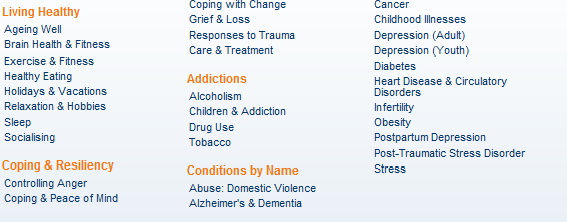 Living Healthy
Ageing Well
Brain Health & Fitness
Exercise & Fitness
Healthy Eating
Holidays & Vacations
Relaxation & Hobbies
Sleep
Socialising
Coping & Resiliency
Controlling Anger
Coping & Peace of Mind
Coping with Change
Grief & Loss
Responses to Trauma
Care & Treatment
Addictions
Alcoholism
Children & Addiction
Drug Use
Tobacco
Conditions by Name
Abuse: Domestic Violence
Alzheimer's & Dementia
Cancer
Childhood Illnesses
Depression (Adult)
Depression (Youth)
Diabetes
Heart Disease & Circulatory
Disorders
Infertility
Obesity
Postpartum Depression
Post-Traumatic Stress Disorder
Stress